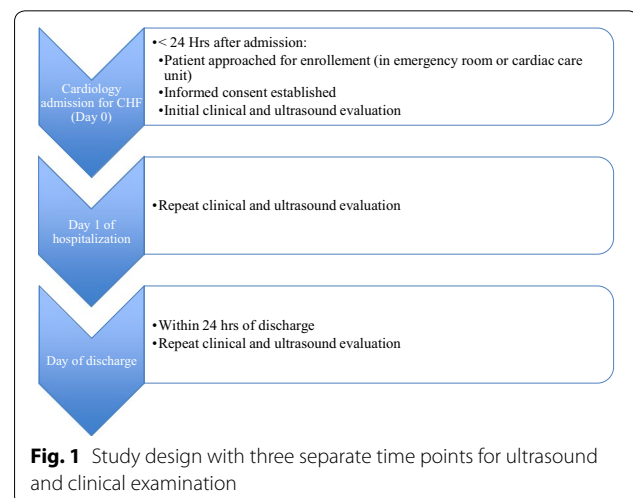 Cardiology
admission for CHF
(Day 0)
•< 24 Hrs after admission:
•Patient approached for enrollement (in emergency room or cardiac care
unit)
•Informed consent established
•Initial clinical and ultrasound evaluation
Day 1 of
hospitalization
•Repeat clinical and ultrasound evaluation
Day of discharge
•Within 24 hrs of discharge
•Repeat clinical and ultrasound evaluation
Fig. 1 Study design with three separate time points for ultrasound
and clinical examination